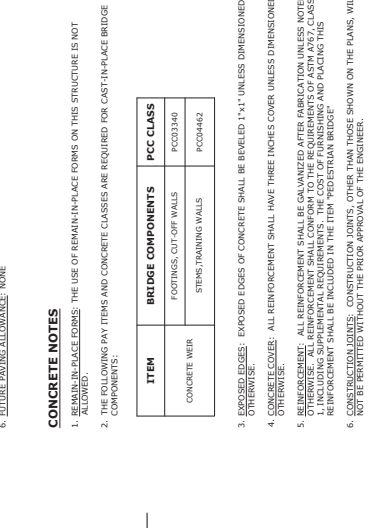 6. FUTURE PAVING ALLOWANCE: NONE
CONCRETE NOTES
1. REMAIN-IN-PLACE FORMS: THE USE OF REMAIN-IN-PLACE FORMS ON THIS STRUCTURE IS NOT
ALLOWED.
2. THE FOLLOWING PAY ITEMS AND CONCRETE CLASSES ARE REQUIRED FOR CAST-IN-PLACE BRIDGE
COMPONENTS:
ITEM BRIDGE COMPONENTS PCC CLASS
CONCRETE WEIR
FOOTINGS, CUT-OFF WALLS PCC03340
STEMS,TRAINING WALLS PCC04462
3. EXPOSED EDGES: EXPOSED EDGES OF CONCRETE SHALL BE BEVELED 1"x1" UNLESS DIMENSIONED
OTHERWISE.
4. CONCRETE COVER: ALL REINFORCEMENT SHALL HAVE THREE INCHES COVER UNLESS DIMENSIONE
OTHERWISE.
5. REINFORCEMENT: ALL REINFORCEMENT SHALL BE GALVANIZED AFTER FABRICATION UNLESS NOTE
OTHERWISE. ALL REINFORCEMENT SHALL CONFORM TO THE REQUIREMENTS OF ASTM A767, CLASS
1, INCLUDING SUPPLEMENTAL REQUIREMENTS. THE COST OF FURNISHING AND PLACING THIS
REINFORCEMENT SHALL BE INCLUDED IN THE ITEM "PEDESTRIAN BRIDGE"
6. CONSTRUCTION JOINTS: CONSTRUCTION JOINTS, OTHER THAN THOSE SHOWN ON THE PLANS, WIL
NOT BE PERMITTED WITHOUT THE PRIOR APPROVAL OF THE ENGINEER.